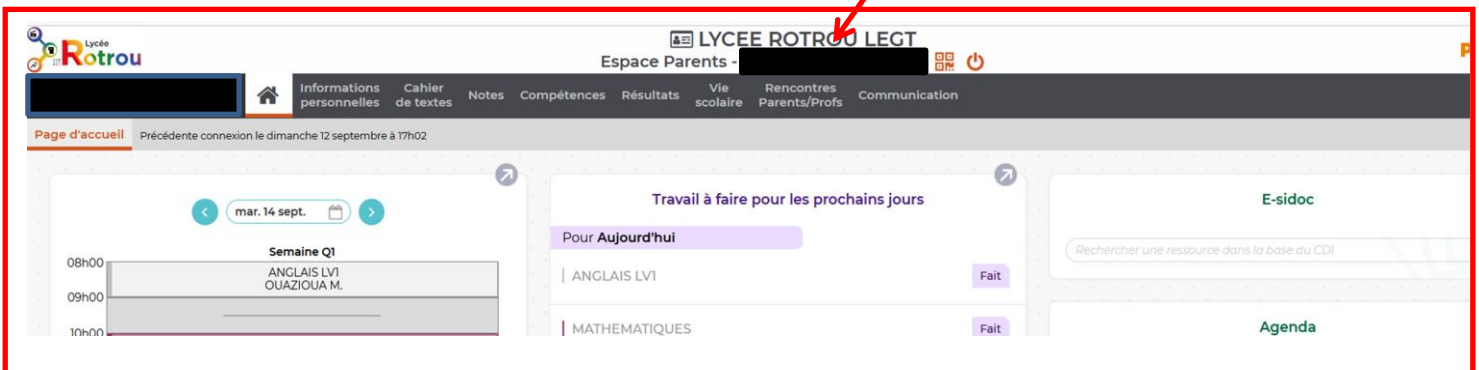 Lycée
Rotrou
LYCEE ROTROU LEGT
Espace Parents -
Informations personnelles
Cahier de textes
Notes
Compétences
Résultats
Vie scolaire
Rencontres Parents/Profs
Communication
Page d'accueil
Précédente connexion le dimanche 12 septembre à 17h02
mar. 14 sept.
Semaine Q1
08h00
ANGLAIS LV1
OUAZIOUA M.
09h00
10h00
Travail à faire pour les prochains jours
Pour Aujourd'hui
ANGLAIS LV1
Fait
MATHEMATIQUES
Fait
E-sidoc
Rechercher une ressource dans la base du CDI
Agenda